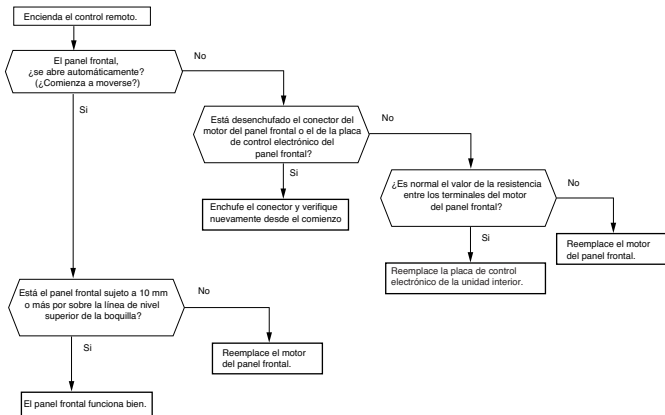 Encienda el control remoto.
El panel frontal,
¿se abre automáticamente?
(¿Comienza a moverse?)
No
Si
Está desenchufado el conector del
motor del panel frontal o el de la placa
de control electrónico del
panel frontal?
No
Si
Enchufe el conector y verifique
nuevamente desde el comienzo
¿Es normal el valor de la resistencia
entre los terminales del motor
del panel frontal?
No
Si
Reemplace el motor
del panel frontal.
Reemplace la placa de control
electrónico de la unidad interior.
Está el panel frontal sujeto a 10 mm
o más por sobre la línea de nivel
superior de la boquilla?
No
Si
Reemplace el motor
del panel frontal.
El panel frontal funciona bien.